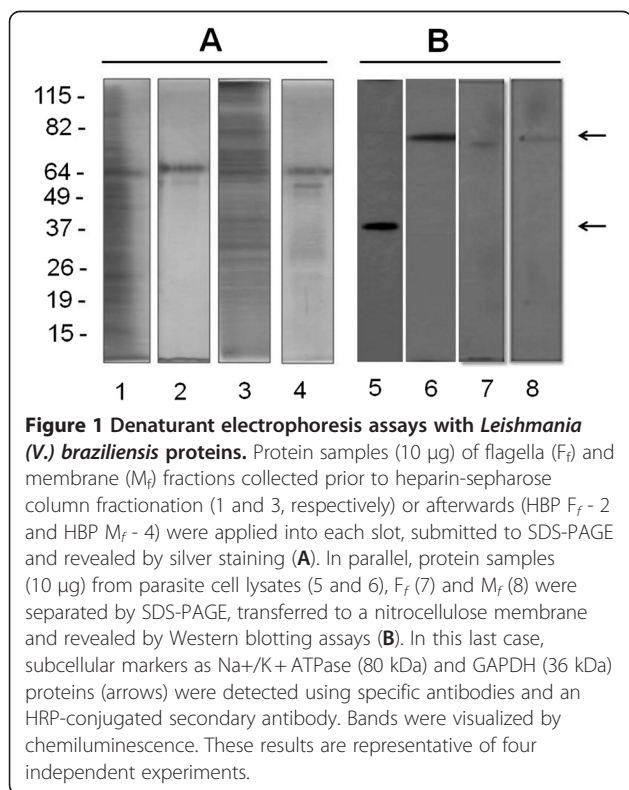 A
B
115 -
82 -
64 -
49 -
37 -
26 -
19 -
15 -
1 2 3 4 5 6 7 8
Figure 1 Denaturant electrophoresis assays with Leishmania
(V.) braziliensis proteins. Protein samples (10 μg) of flagella (Ff) and
membrane (Mf) fractions collected prior to heparin-sepharose
column fractionation (1 and 3, respectively) or afterwards (HBP Ff - 2
and HBP Mf - 4) were applied into each slot, submitted to SDS-PAGE
and revealed by silver staining (A). In parallel, protein samples
(10 μg) from parasite cell lysates (5 and 6), Ff (7) and Mf (8) were
separated by SDS-PAGE, transferred to a nitrocellulose membrane
and revealed by Western blotting assays (B). In this last case,
subcellular markers as Na+/K + ATPase (80 kDa) and GAPDH (36 kDa)
proteins (arrows) were detected using specific antibodies and an
HRP-conjugated secondary antibody. Bands were visualized by
chemiluminescence. These results are representative of four
independent experiments.